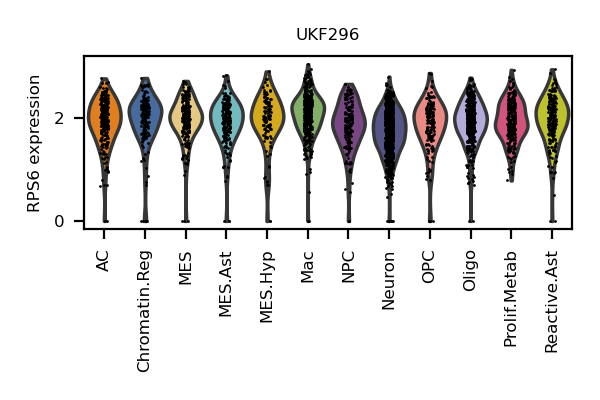 UKF296
RPS6 expression
2
0
AC
Chromatin.Reg
MES
MES.Ast
MES.Hyp
Mac
NPC
Neuron
OPC
Oligo
Prolif.Metab
Reactive.Ast